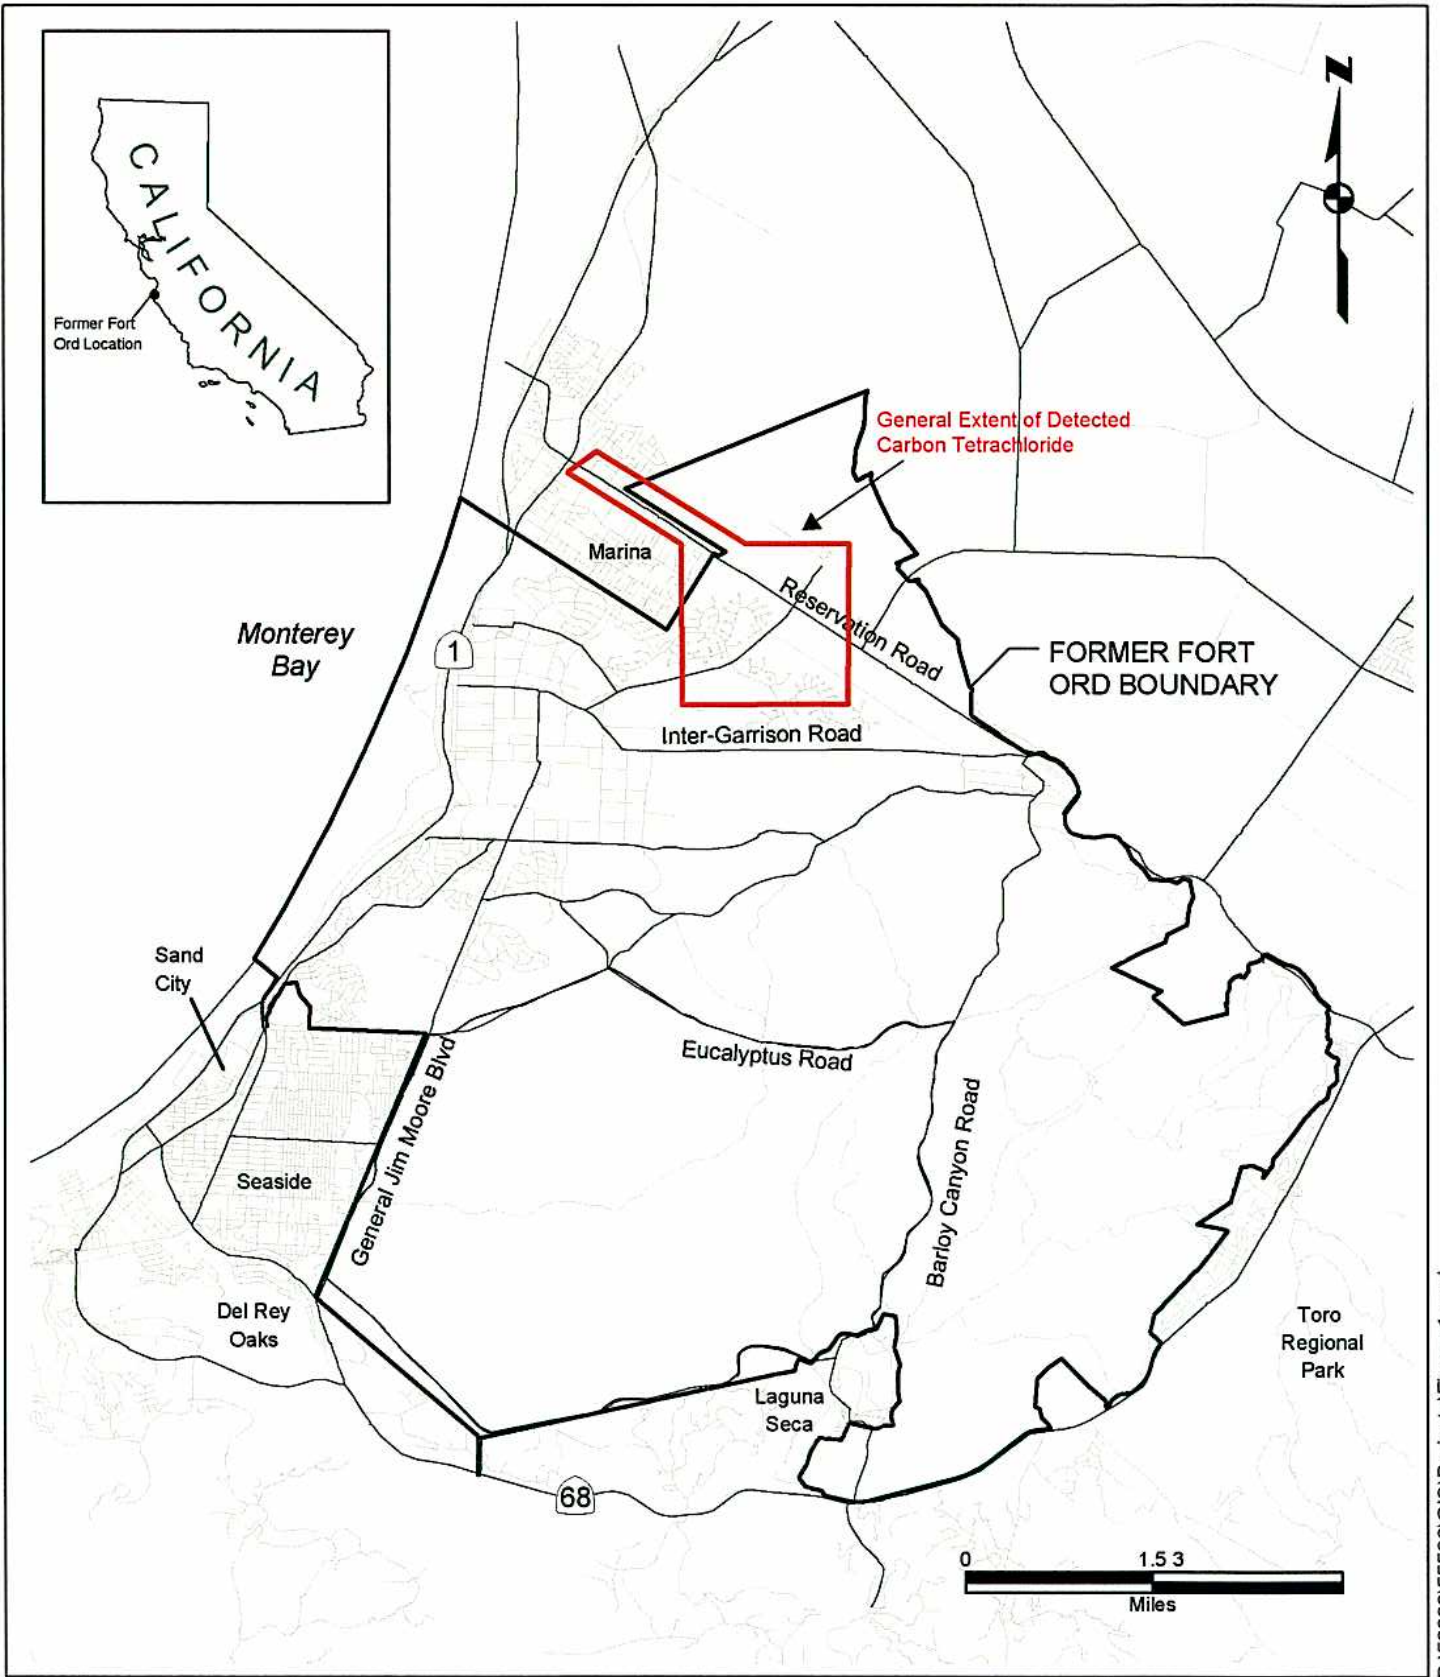 N
CALIFORNIA
Former Fort
Ord Location
General Extent of Detected
Carbon Tetrachloride
Marina
Reservation Road
Monterey
Bay
1
FORMER FORT
ORD BOUNDARY
Inter-Garrison Road
Sand
City
Eucalyptus Road
General Jim Moore Blvd
Barloy Canyon Road
Seaside
Del Rey
Oaks
Toro
Regional
Park
Laguna
Seca
68
0 1.5 3
Miles